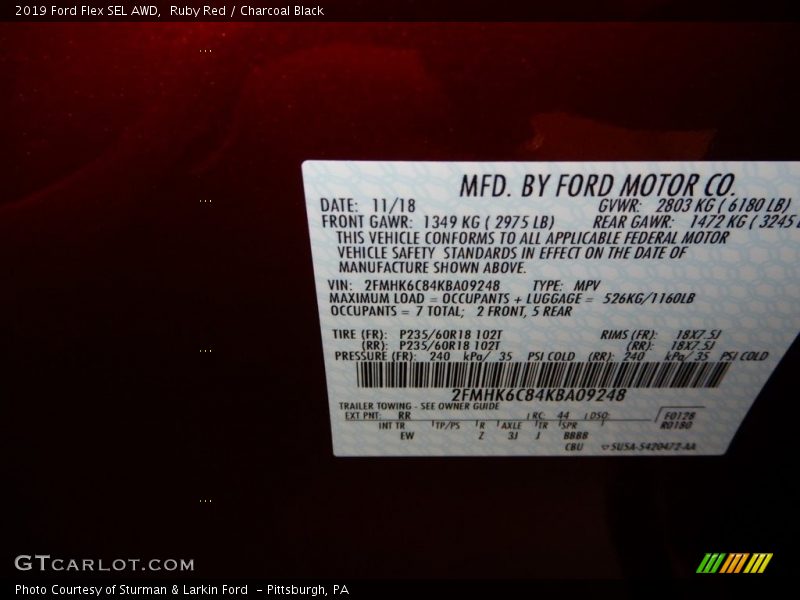 2019 Ford Flex SEL AWD,  Ruby Red / Charcoal Black
MFD. BY FORD MOTOR CO.
DATE: 11/18 GVWR: 2803 KG ( 6180 LB)
FRONT GAWR: 1349 KG ( 2975 LB) REAR GAWR: 1472 KG ( 3245
THIS VEHICLE CONFORMS TO ALL APPLICABLE FEDERAL MOTOR
VEHICLE SAFETY STANDARDS IN EFFECT ON THE DATE OF
MANUFACTURE SHOWN ABOVE.
VIN: 2FMHK6C84KBA09248 TYPE: MPV
MAXIMUM LOAD = OCCUPANTS + LUGGAGE = 526KG/1160LB
OCCUPANTS = 7 TOTAL; 2 FRONT, 5 REAR
TIRE (FR): P235/60R18 102T RIMS (FR): 18X7.5J
(RR): P235/60R18 102T (RR): 18X7.5J
PRESSURE (FR): 240 kPa/ 35 PSI COLD (RR): 240 kPa/ 35 PSI COLD
2FMHK6C84KBA09248
TRAILER TOWING - SEE OWNER GUIDE
EXT PNT: RR RC: 44 DSO: F0128
R0180
INT TR TP/PS R AXLE TR SPR
EW Z 3J J BBBB
CBU 5U5A-5420472-AA
GTCARLOT.COM
Photo Courtesy of Sturman & Larkin Ford  - Pittsburgh, PA